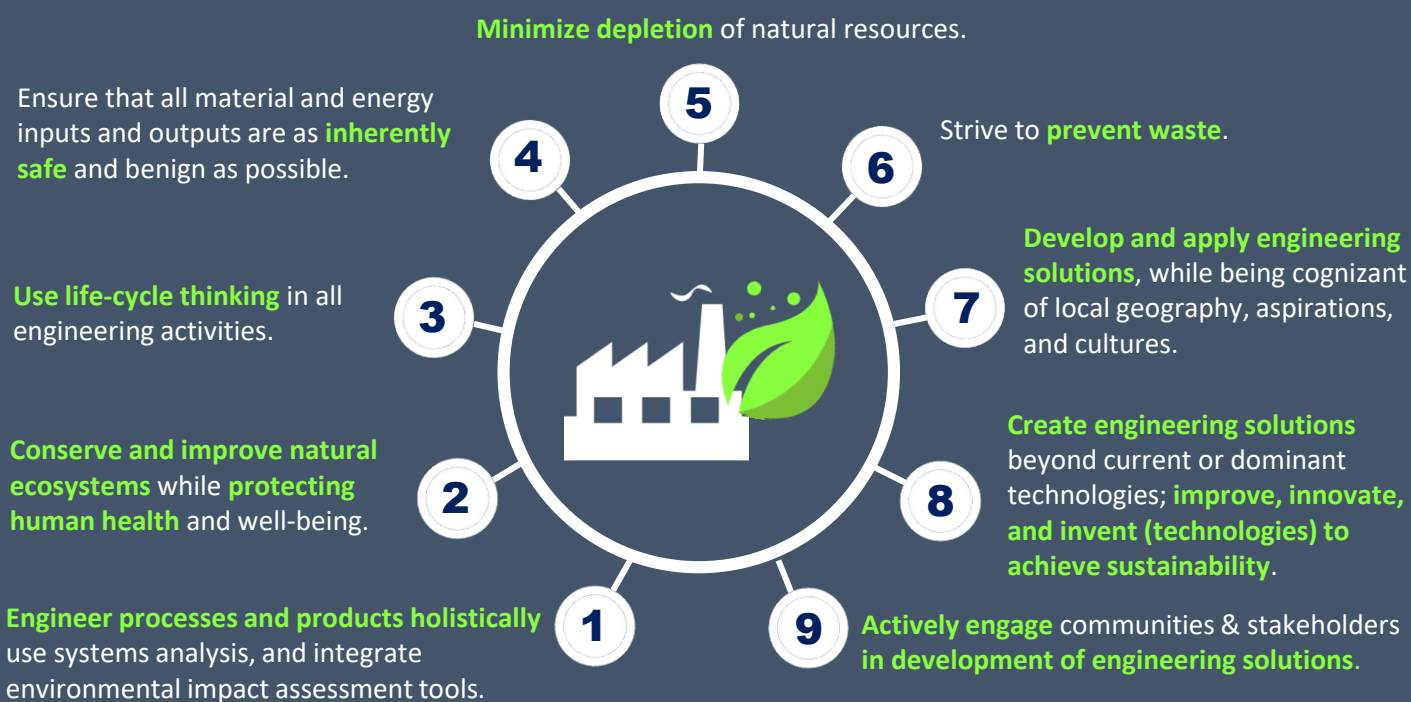 Minimize depletion of natural resources.
5
Ensure that all material and energy
inputs and outputs are as inherently
safe and benign as possible.
4
Strive to prevent waste.
6
Use life-cycle thinking in all
engineering activities.
3
Develop and apply engineering
solutions, while being cognizant
of local geography, aspirations,
and cultures.
7
Conserve and improve natural
ecosystems while protecting
human health and well-being.
2
Create engineering solutions
beyond current or dominant
technologies; improve, innovate,
and invent (technologies) to
achieve sustainability.
8
Engineer processes and products holistically
use systems analysis, and integrate
environmental impact assessment tools.
1
9
Actively engage communities & stakeholders
in development of engineering solutions.